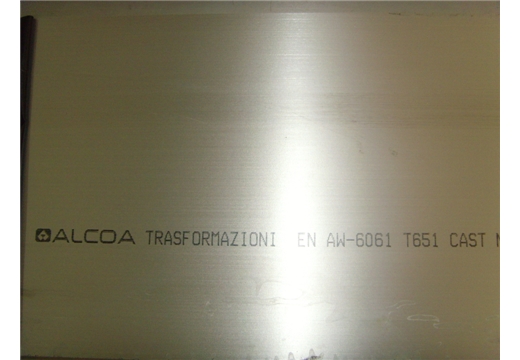 ALCOA TRASFORMAZIONI EN AW-6061 T651 CAST